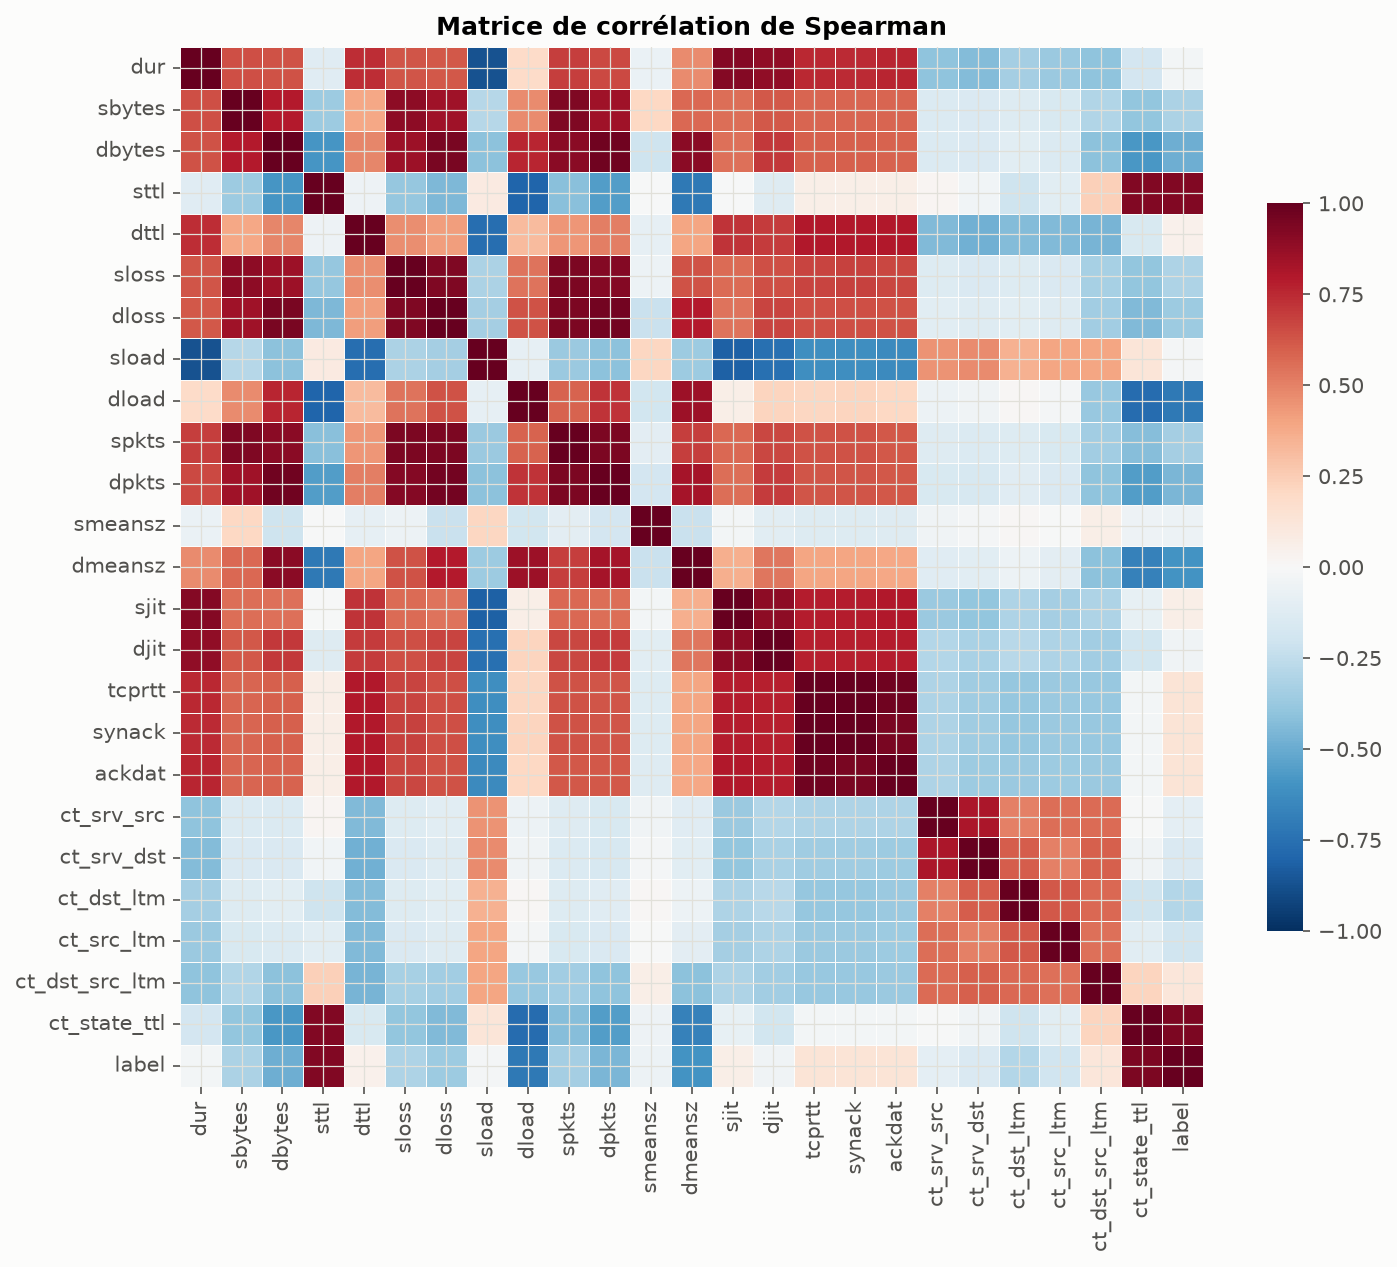 Matrice de corrélation de Spearman
dur
sbytes
dbytes
sttl
dttl
sloss
dloss
sload
dload
spkts
dpkts
smeansz
dmeansz
sjit
djit
tcprtt
synack
ackdat
ct_srv_src
ct_srv_dst
ct_dst_ltm
ct_src_ltm
ct_dst_src_ltm
ct_state_ttl
label
dur
sbytes
dbytes
sttl
dttl
sloss
dloss
sload
dload
spkts
dpkts
smeansz
dmeansz
sjit
djit
tcprtt
synack
ackdat
ct_srv_src
ct_srv_dst
ct_dst_ltm
ct_src_ltm
ct_dst_src_ltm
ct_state_ttl
label
1.00
0.75
0.50
0.25
0.00
−0.25
−0.50
−0.75
−1.00